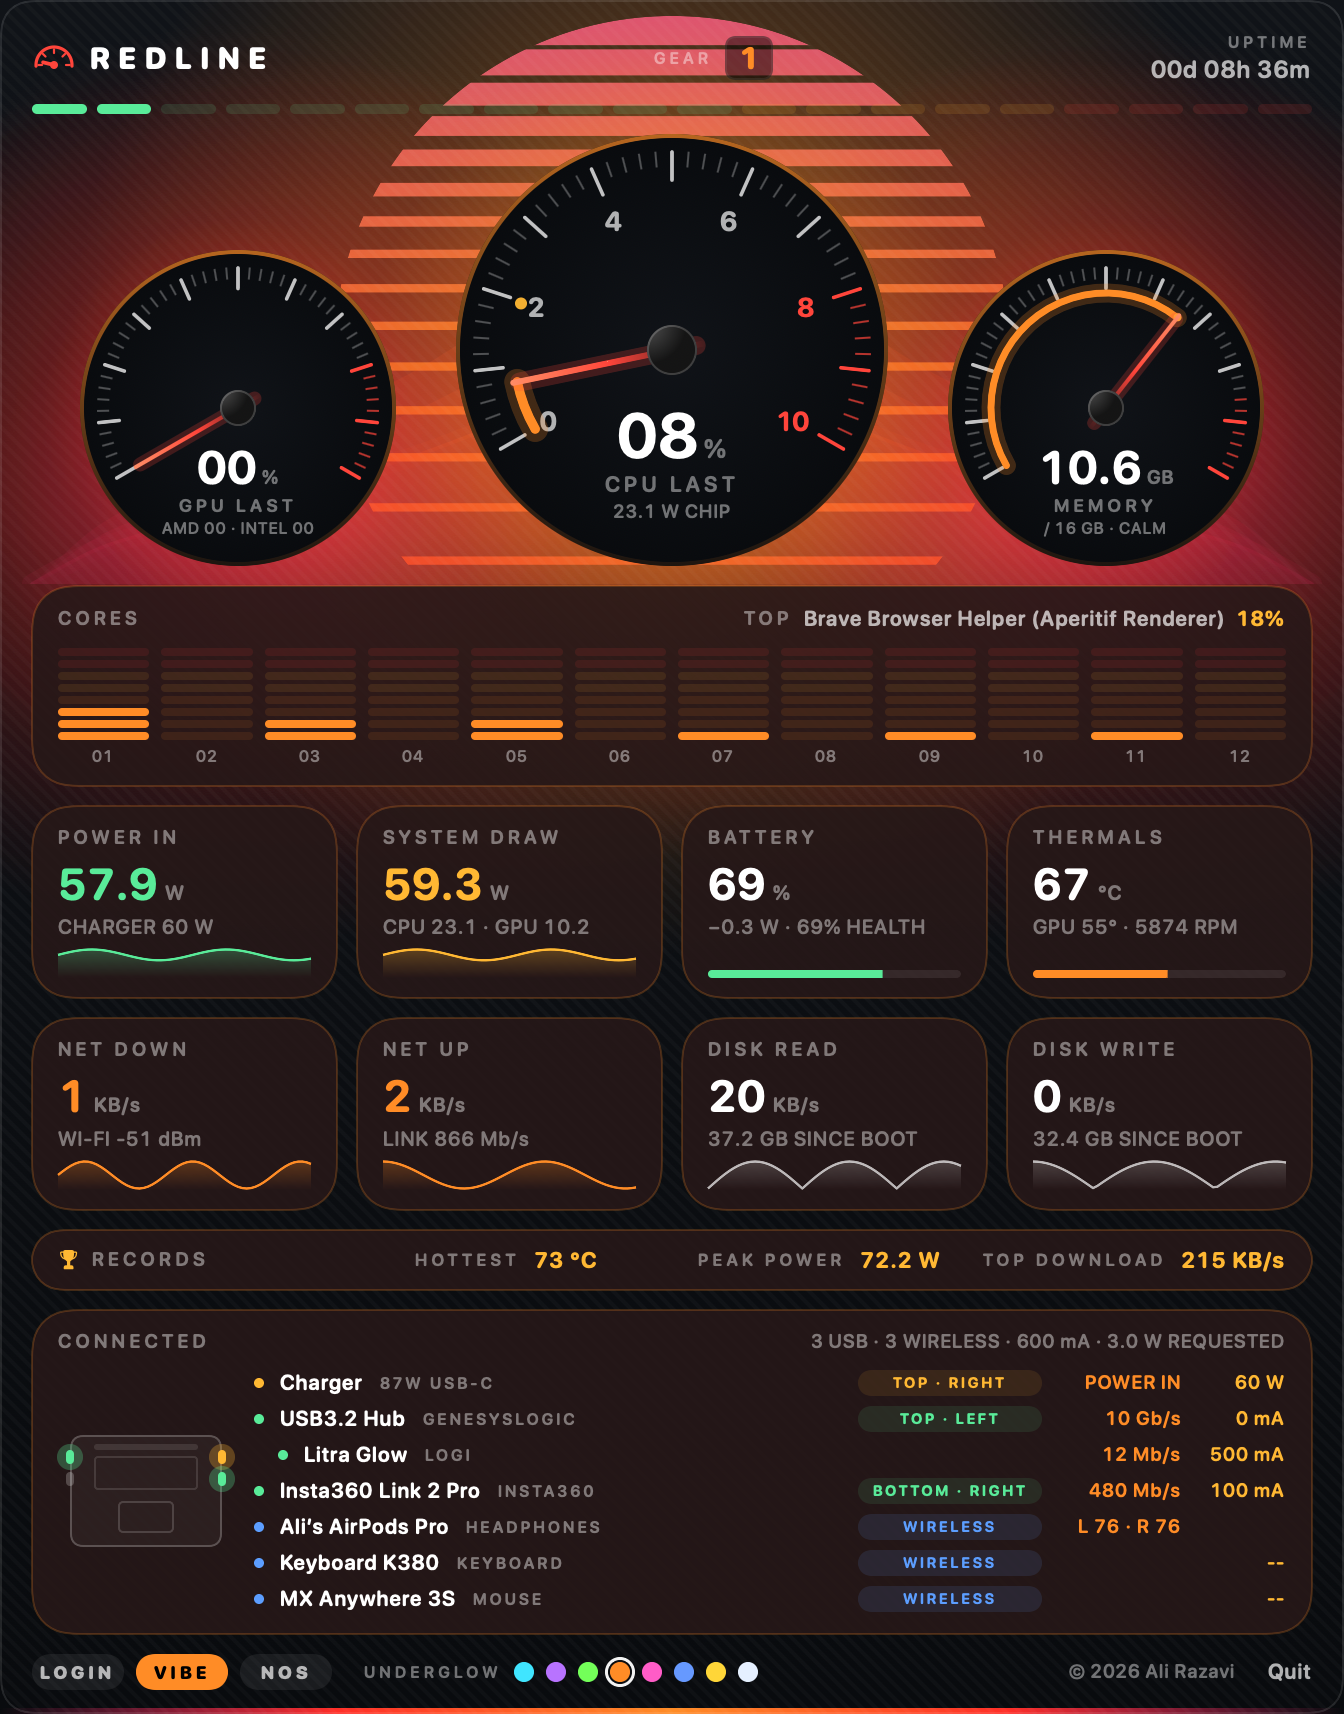 REDLINE
GEAR 1
UPTIME
00d 08h 36m
4 6
2 8
0 10
08 %
CPU LAST
23.1 W CHIP
00 %
GPU LAST
AMD 00 · INTEL 00
10.6 GB
MEMORY
/ 16 GB · CALM
CORES TOP Brave Browser Helper (Aperitif Renderer) 18%
01 02 03 04 05 06 07 08 09 10 11 12
POWER IN
57.9 W
CHARGER 60 W
SYSTEM DRAW
59.3 W
CPU 23.1 · GPU 10.2
BATTERY
69 %
−0.3 W · 69% HEALTH
THERMALS
67 °C
GPU 55° · 5874 RPM
NET DOWN
1 KB/s
WI-FI -51 dBm
NET UP
2 KB/s
LINK 866 Mb/s
DISK READ
20 KB/s
37.2 GB SINCE BOOT
DISK WRITE
0 KB/s
32.4 GB SINCE BOOT
RECORDS HOTTEST 73 °C PEAK POWER 72.2 W TOP DOWNLOAD 215 KB/s
CONNECTED 3 USB · 3 WIRELESS · 600 mA · 3.0 W REQUESTED
Charger 87W USB-C TOP · RIGHT POWER IN 60 W
USB3.2 Hub GENESYSLOGIC TOP · LEFT 10 Gb/s 0 mA
Litra Glow LOGI 12 Mb/s 500 mA
Insta360 Link 2 Pro INSTA360 BOTTOM · RIGHT 480 Mb/s 100 mA
Ali's AirPods Pro HEADPHONES WIRELESS L 76 · R 76
Keyboard K380 KEYBOARD WIRELESS --
MX Anywhere 3S MOUSE WIRELESS --
LOGIN VIBE NOS UNDERGLOW © 2026 Ali Razavi Quit